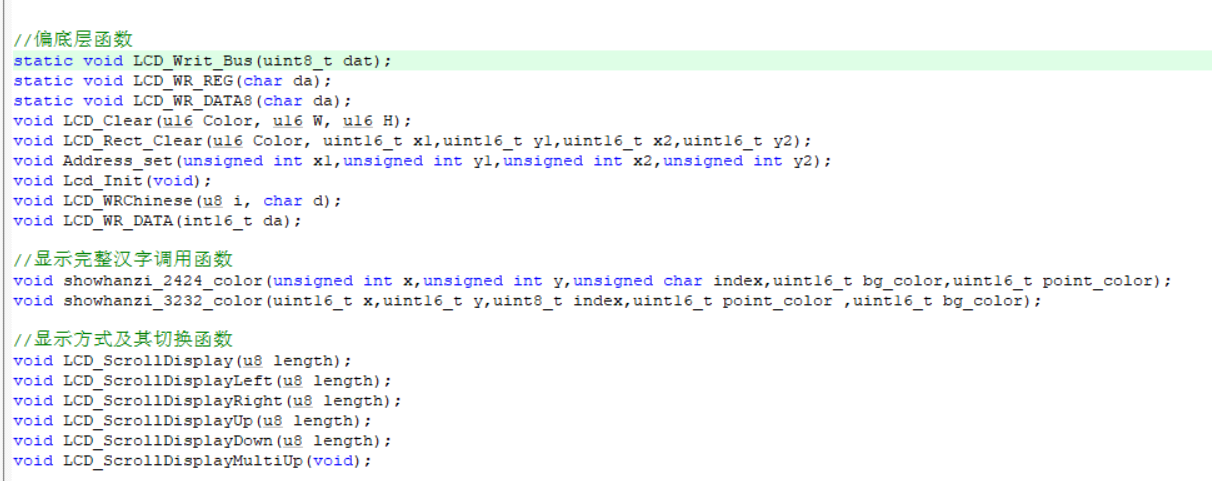 //偏底层函数
static void LCD_Writ_Bus(uint8_t dat);
static void LCD_WR_REG(char da);
static void LCD_WR_DATA8(char da);
void LCD_Clear(u16 Color, u16 W, u16 H);
void LCD_Rect_Clear(u16 Color, uint16_t x1,uint16_t y1,uint16_t x2,uint16_t y2);
void Address_set(unsigned int x1,unsigned int y1,unsigned int x2,unsigned int y2);
void Lcd_Init(void);
void LCD_WRChinese(u8 i, char d);
void LCD_WR_DATA(int16_t da);
//显示完整汉字调用函数
void showhanzi_2424_color(unsigned int x,unsigned int y,unsigned char index,uint16_t bg_color,uint16_t point_color);
void showhanzi_3232_color(uint16_t x,uint16_t y,uint8_t index,uint16_t point_color ,uint16_t bg_color);
//显示方式及其切换函数
void LCD_ScrollDisplay(u8 length);
void LCD_ScrollDisplayLeft(u8 length);
void LCD_ScrollDisplayRight(u8 length);
void LCD_ScrollDisplayUp(u8 length);
void LCD_ScrollDisplayDown(u8 length);
void LCD_ScrollDisplayMultiUp(void);